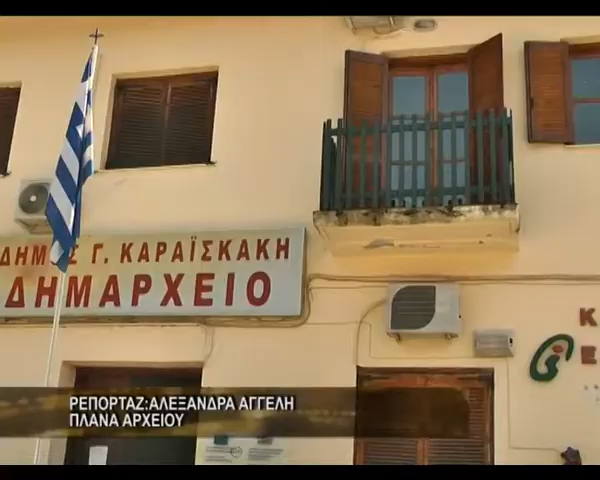 ΔΗΜΟΣ Γ. ΚΑΡΑΪΣΚΑΚΗ
ΔΗΜΑΡΧΕΙΟ
Κ
Ε
ΡΕΠΟΡΤΑΖ:ΑΛΕΞΑΝΔΡΑ ΑΓΓΕΛΗ
ΠΛΑΝΑ ΑΡΧΕΙΟΥ